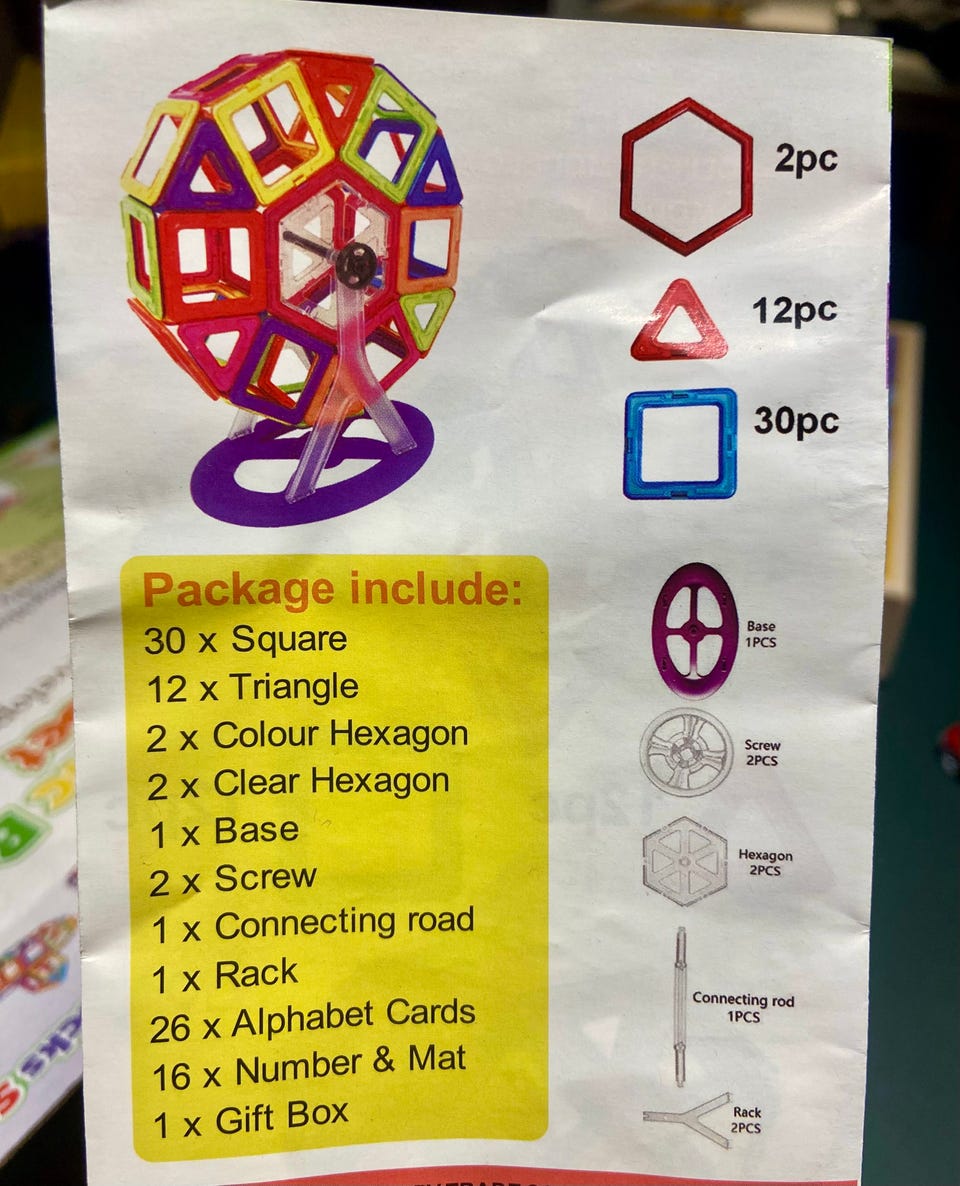 2pc
12pc
30pc
Package include:
30 x Square
12 x Triangle
2 x Colour Hexagon
2 x Clear Hexagon
1 x Base
2 x Screw
1 x Connecting road
1 x Rack
26 x Alphabet Cards
16 x Number & Mat
1 x Gift Box
Base
1PCS
Screw
2PCS
Hexagon
2PCS
Connecting rod
1PCS
Rack
2PCS